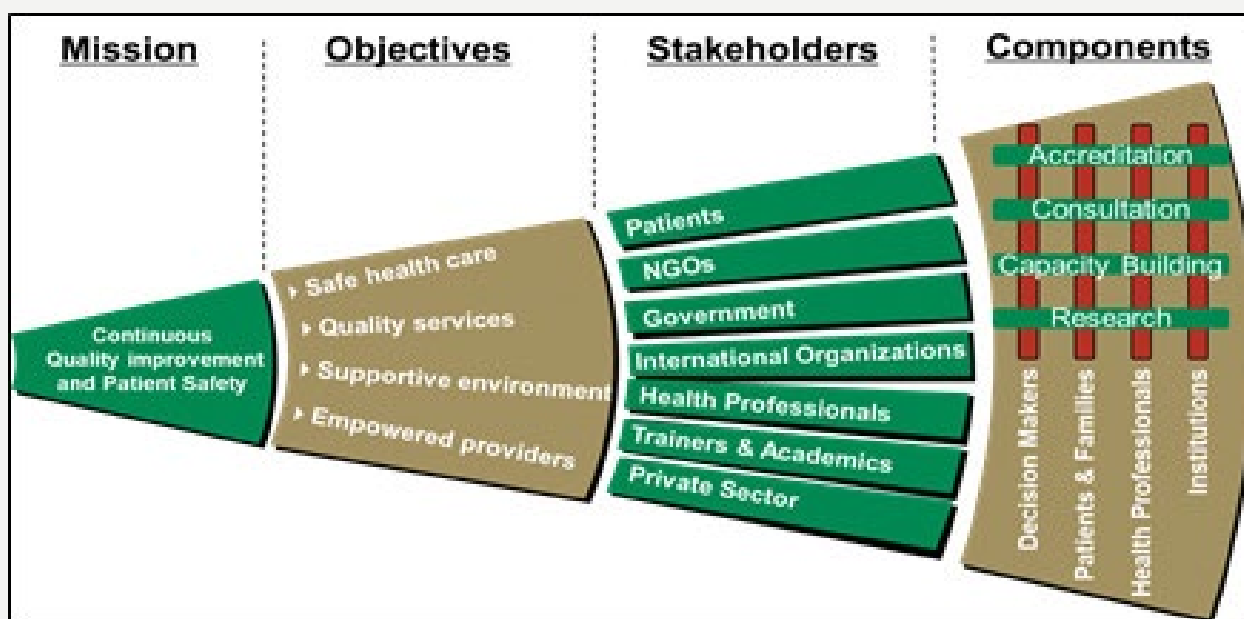 Mission
Objectives
Stakeholders
Components
Continuous
Quality improvement
and Patient Safety
Safe health care
Quality services
Supportive environment
Empowered providers
Patients
NGOs
Government
International Organizations
Health Professionals
Trainers & Academics
Private Sector
Accreditation
Consultation
Capacity Building
Research
Decision Makers
Patients & Families
Health Professionals
Institutions